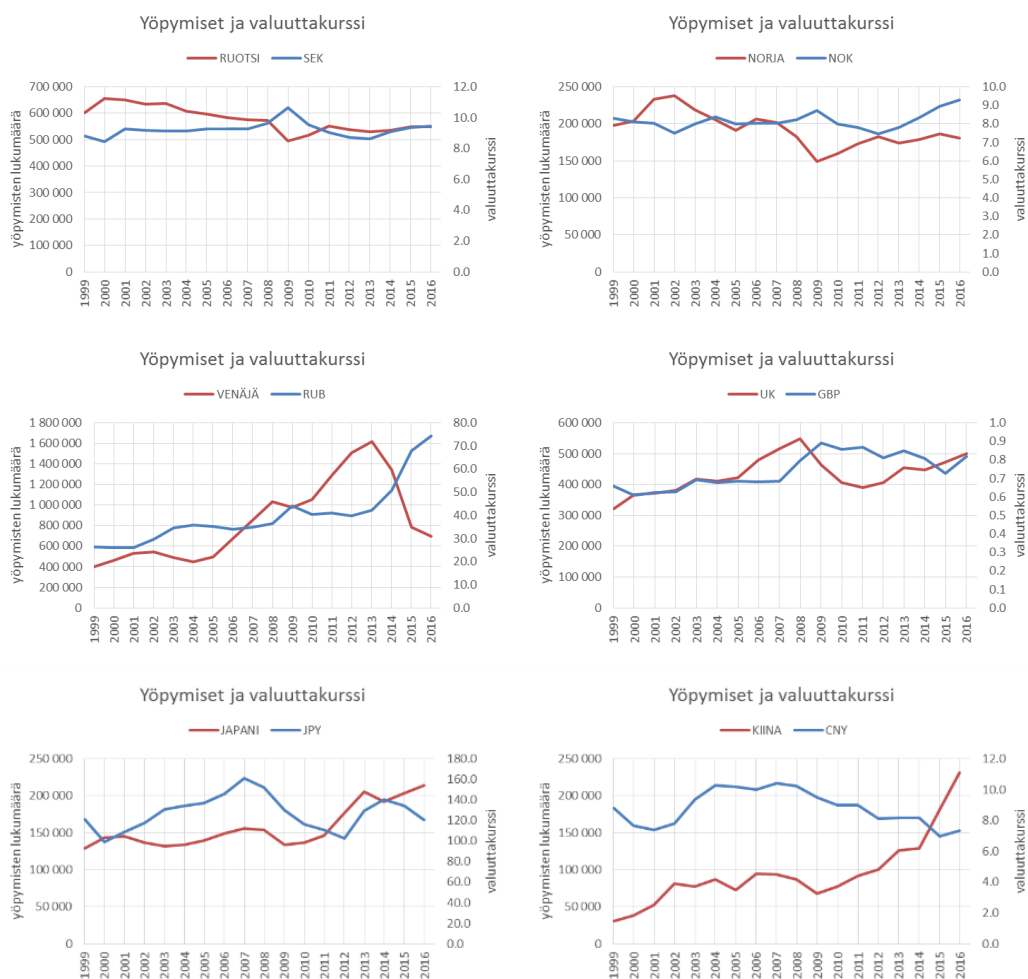 Yöpymiset ja valuuttakurssi
RUOTSI SEK
yöpymisten lukumäärä
700 000
600 000
500 000
400 000
300 000
200 000
100 000
0
12.0
10.0
8.0
6.0
4.0
2.0
0.0
valuuttakurssi
1999 2000 2001 2002 2003 2004 2005 2006 2007 2008 2009 2010 2011 2012 2013 2014 2015 2016
Yöpymiset ja valuuttakurssi
NORJA NOK
yöpymisten lukumäärä
250 000
200 000
150 000
100 000
50 000
0
10.0
9.0
8.0
7.0
6.0
5.0
4.0
3.0
2.0
1.0
0.0
valuuttakurssi
1999 2000 2001 2002 2003 2004 2005 2006 2007 2008 2009 2010 2011 2012 2013 2014 2015 2016
Yöpymiset ja valuuttakurssi
VENÄJÄ RUB
yöpymisten lukumäärä
1 800 000
1 600 000
1 400 000
1 200 000
1 000 000
800 000
600 000
400 000
200 000
0
80.0
70.0
60.0
50.0
40.0
30.0
20.0
10.0
0.0
valuuttakurssi
1999 2000 2001 2002 2003 2004 2005 2006 2007 2008 2009 2010 2011 2012 2013 2014 2015 2016
Yöpymiset ja valuuttakurssi
UK GBP
yöpymisten lukumäärä
600 000
500 000
400 000
300 000
200 000
100 000
0
1.0
0.9
0.8
0.7
0.6
0.5
0.4
0.3
0.2
0.1
0.0
valuuttakurssi
1999 2000 2001 2002 2003 2004 2005 2006 2007 2008 2009 2010 2011 2012 2013 2014 2015 2016
Yöpymiset ja valuuttakurssi
JAPANI JPY
yöpymisten lukumäärä
250 000
200 000
150 000
100 000
50 000
0
180.0
160.0
140.0
120.0
100.0
80.0
60.0
40.0
20.0
0.0
valuuttakurssi
1999 2000 2001 2002 2003 2004 2005 2006 2007 2008 2009 2010 2011 2012 2013 2014 2015 2016
Yöpymiset ja valuuttakurssi
KIINA CNY
yöpymisten lukumäärä
250 000
200 000
150 000
100 000
50 000
0
12.0
10.0
8.0
6.0
4.0
2.0
0.0
valuuttakurssi
1999 2000 2001 2002 2003 2004 2005 2006 2007 2008 2009 2010 2011 2012 2013 2014 2015 2016